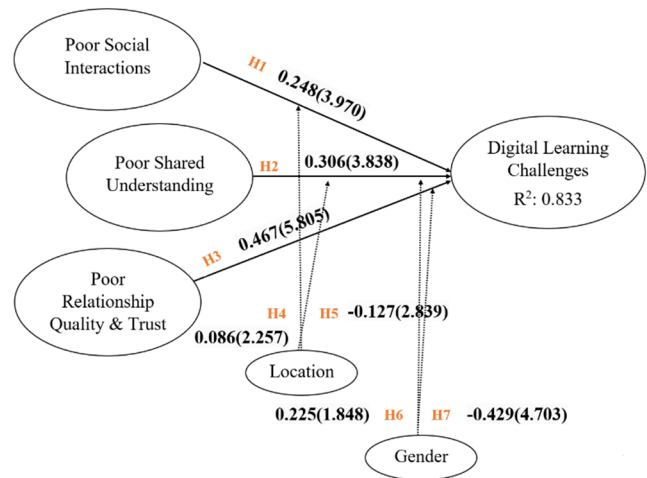 Poor Social
Interactions
H1 0.248(3.970)
Poor Shared
Understanding
H2 0.306(3.838)
Digital Learning
Challenges
R²: 0.833
H3 0.467(5.805)
Poor
Relationship
Quality & Trust
H4 H5 -0.127(2.839)
0.086(2.257)
Location
0.225(1.848) H6 H7 -0.429(4.703)
Gender